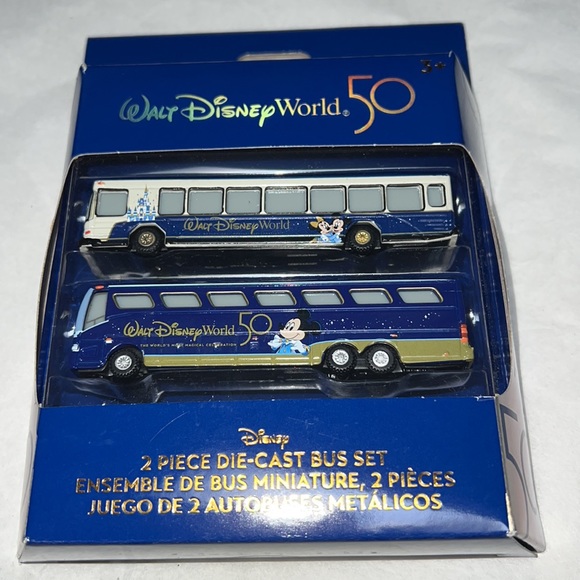 3+
WALT DISNEY World® 50
WALT DISNEY World
WALT DISNEY World 50
THE WORLD'S MOST MAGICAL CELEBRATION
Disney
2 PIECE DIE-CAST BUS SET
ENSEMBLE DE BUS MINIATURE, 2 PIÈCES
JUEGO DE 2 AUTOBUSES METÁLICOS
50